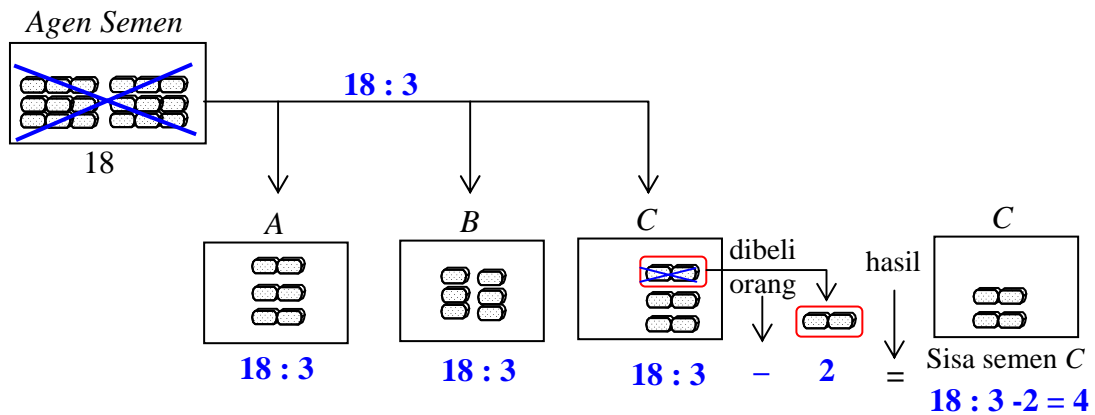 Agen Semen
18 : 3
18
A
B
C
C
dibeli
orang
hasil
18 : 3
18 : 3
18 : 3
–
2
=
Sisa semen C
18 : 3 -2 = 4